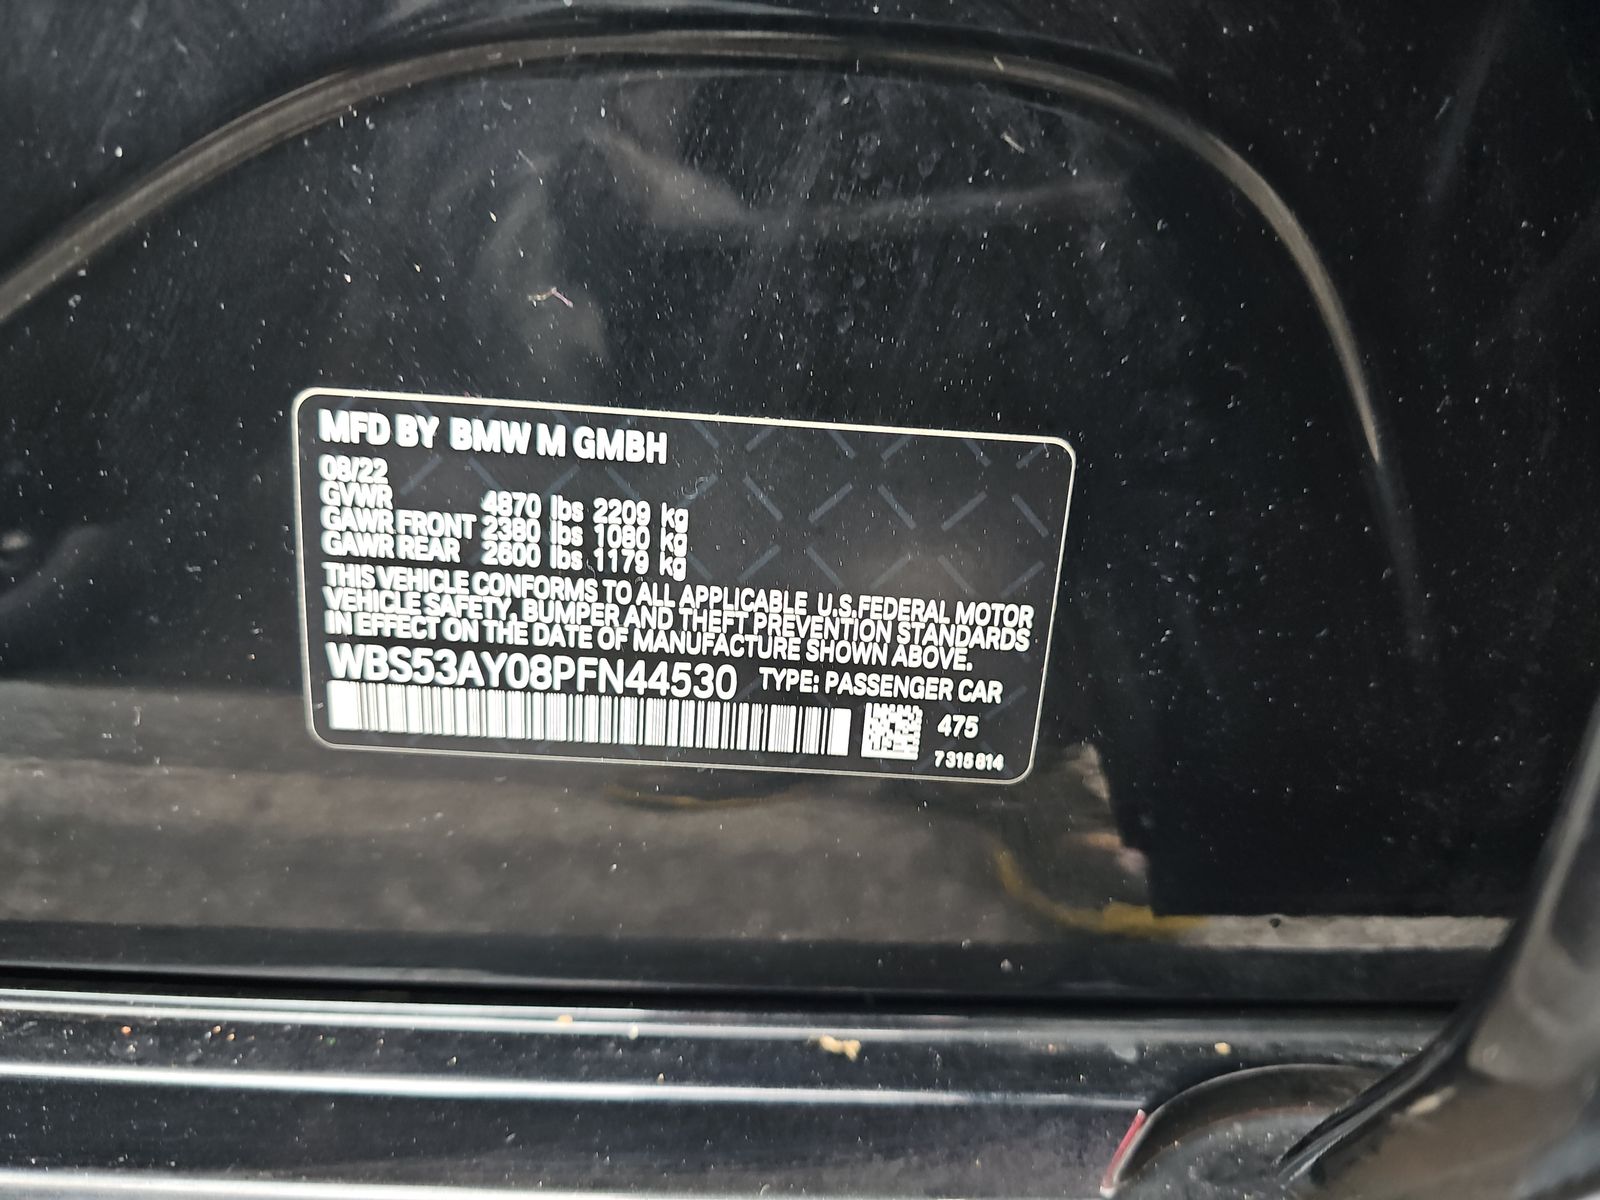 MFD BY BMW M GMBH
08/22
GVWR 4870 lbs 2209 kg
GAWR FRONT 2380 lbs 1080 kg
GAWR REAR 2600 lbs 1179 kg
THIS VEHICLE CONFORMS TO ALL APPLICABLE U.S.FEDERAL MOTOR
VEHICLE SAFETY, BUMPER AND THEFT PREVENTION STANDARDS
IN EFFECT ON THE DATE OF MANUFACTURE SHOWN ABOVE.
WBS53AY08PFN44530 TYPE: PASSENGER CAR
475
7 315 814